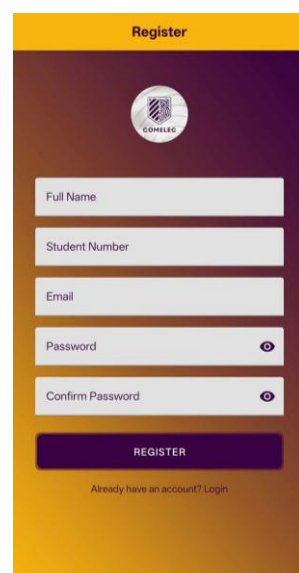 Register
COMELEC
Full Name
Student Number
Email
Password
Confirm Password
REGISTER
Already have an account? Login